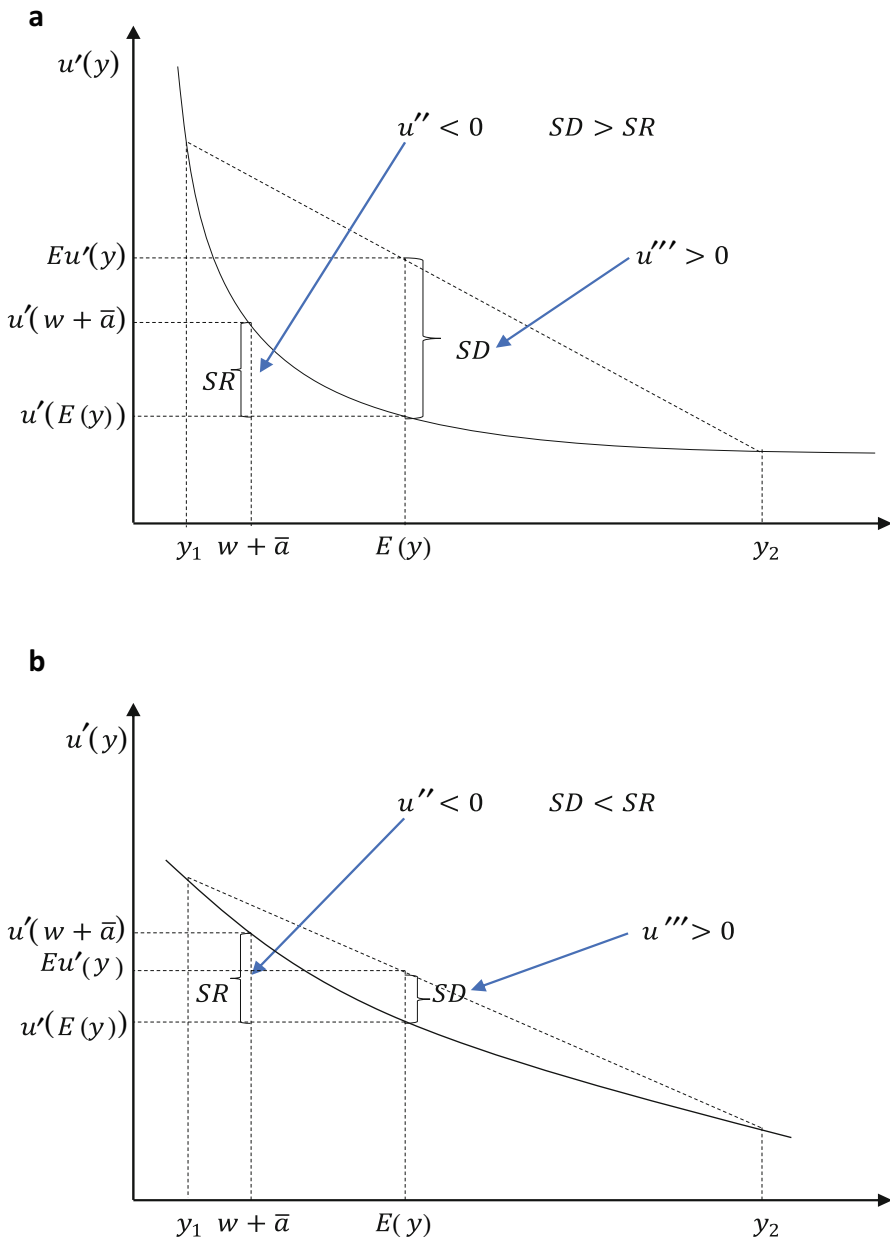 a
u′(y)
u″ < 0 SD > SR
Eu′(y)
u‴ > 0
u′(w + a̅)
SD
SR
u′(E(y))
y₁ w + a̅ E(y) y₂
b
u′(y)
u″ < 0 SD < SR
u′(w + a̅)
u‴ > 0
Eu′(y)
SR SD
u′(E(y))
y₁ w + a̅ E(y) y₂